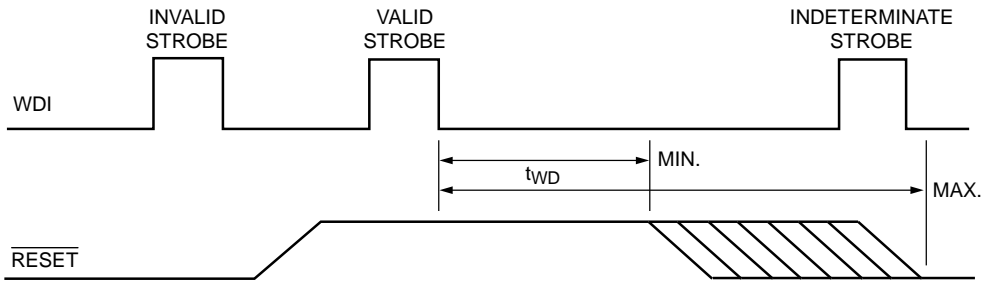 INVALID
STROBE
VALID
STROBE
INDETERMINATE
STROBE
WDI
MIN.
tWD
MAX.
RESET